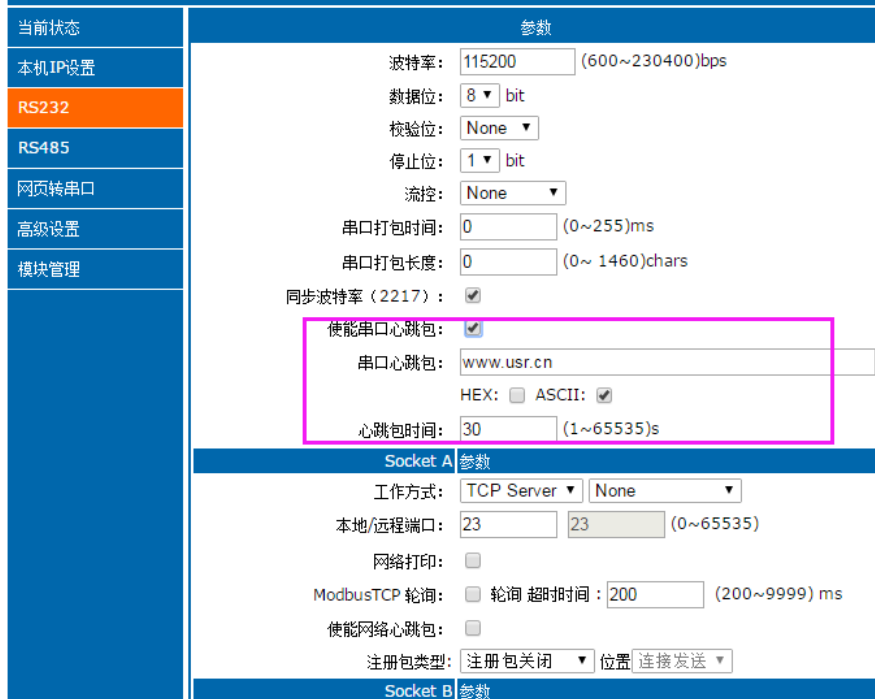 当前状态
本机IP设置
RS232
RS485
网页转串口
高级设置
模块管理
参数
波特率: 115200 (600~230400)bps
数据位: 8 bit
校验位: None
停止位: 1 bit
流控: None
串口打包时间: 0 (0~255)ms
串口打包长度: 0 (0~ 1460)chars
同步波特率（2217）:
使能串口心跳包:
串口心跳包: www.usr.cn
HEX: ASCII:
心跳包时间: 30 (1~65535)s
Socket A 参数
工作方式: TCP Server None
本地/远程端口: 23 23 (0~65535)
网络打印:
ModbusTCP 轮询: 轮询 超时时间：200 (200~9999) ms
使能网络心跳包:
注册包类型: 注册包关闭 位置 连接发送
Socket B 参数